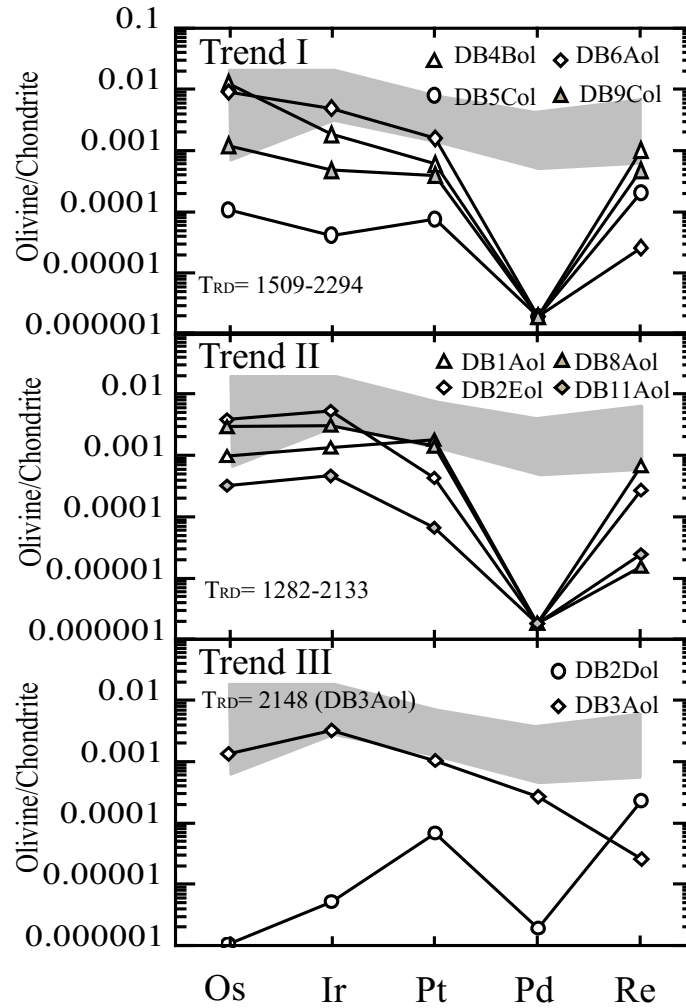 0.1
Trend I
DB4Bol DB6Aol
0.01
DB5Col DB9Col
0.001
Olivine/Chondrite
0.0001
0.00001
TRD= 1509-2294
0.000001
Trend II
DB1Aol DB8Aol
0.01
DB2Eol DB11Aol
0.001
Olivine/Chondrite
0.0001
0.00001
TRD= 1282-2133
0.000001
Trend III
DB2Dol
TRD= 2148 (DB3Aol)
0.01
DB3Aol
0.001
Olivine/Chondrite
0.0001
0.00001
0.000001
Os Ir Pt Pd Re